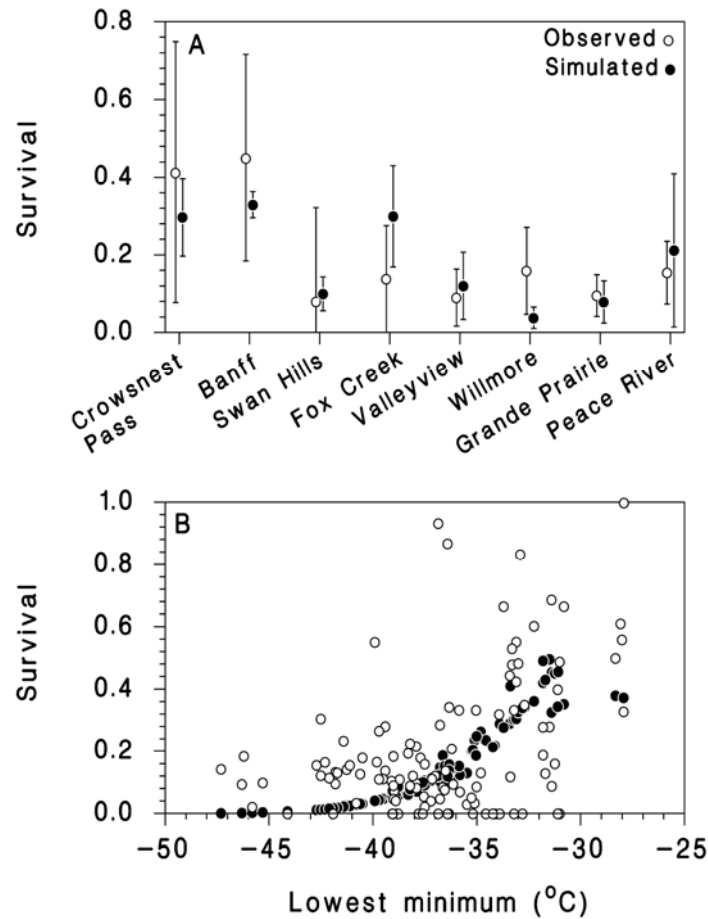 A
Observed
Simulated
Survival
0.8
0.6
0.4
0.2
0.0
Crowsnest
Pass
Banff
Swan Hills
Fox Creek
Valleyview
Willmore
Grande Prairie
Peace River
B
Survival
1.0
0.8
0.6
0.4
0.2
0.0
−50 −45 −40 −35 −30 −25
Lowest minimum (°C)